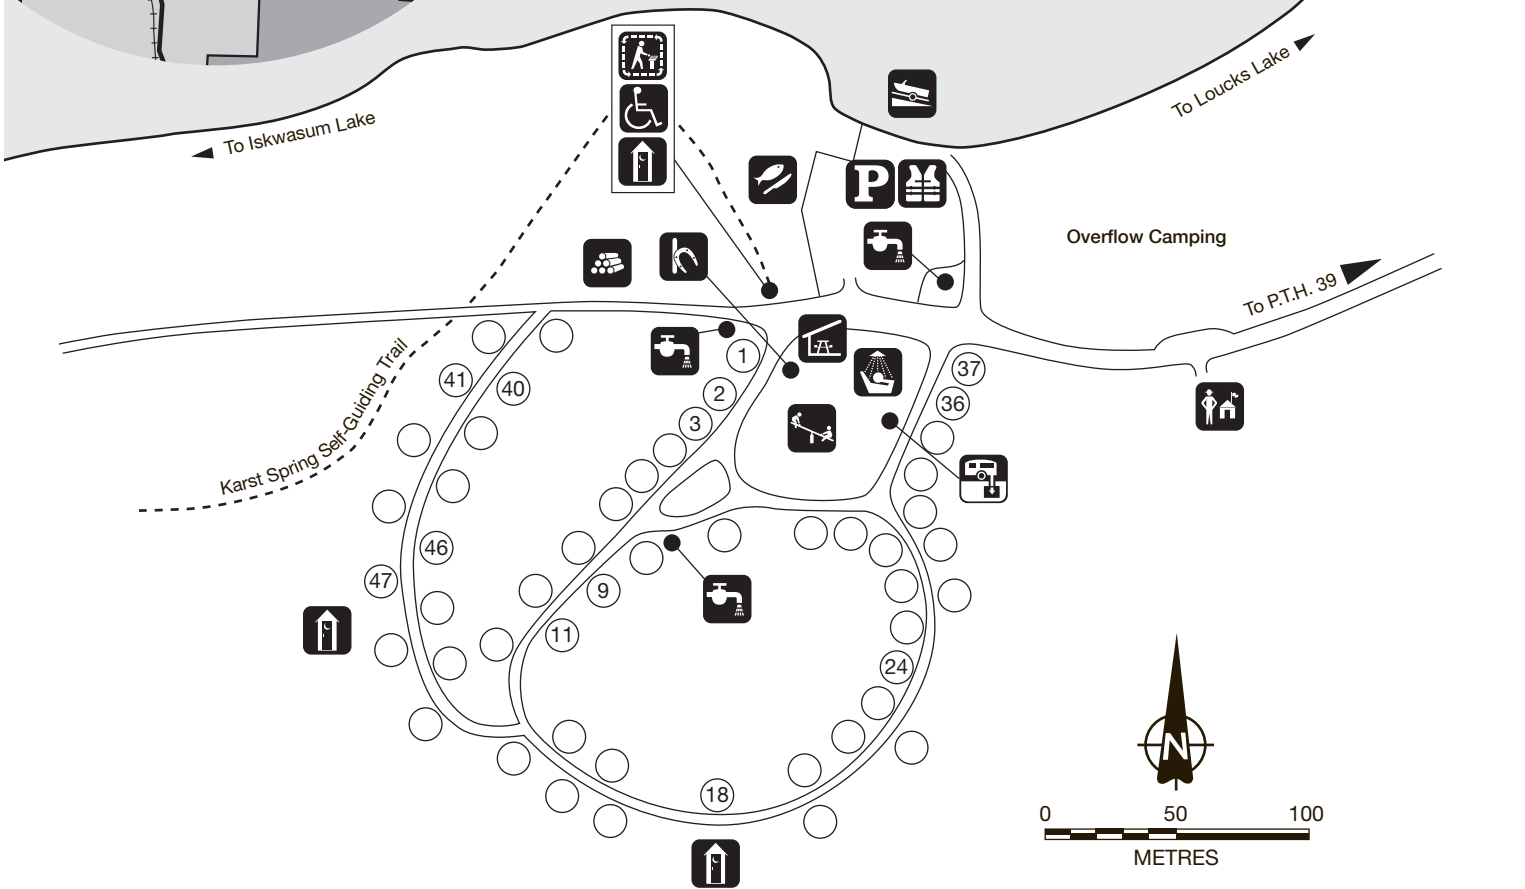 To Loucks Lake
To Iskwasum Lake
P
Overflow Camping
To P.T.H. 39
Karst Spring Self-Guiding Trail
1
2
3
37
36
41
40
46
47
9
11
24
18
N
0 50 100
METRES